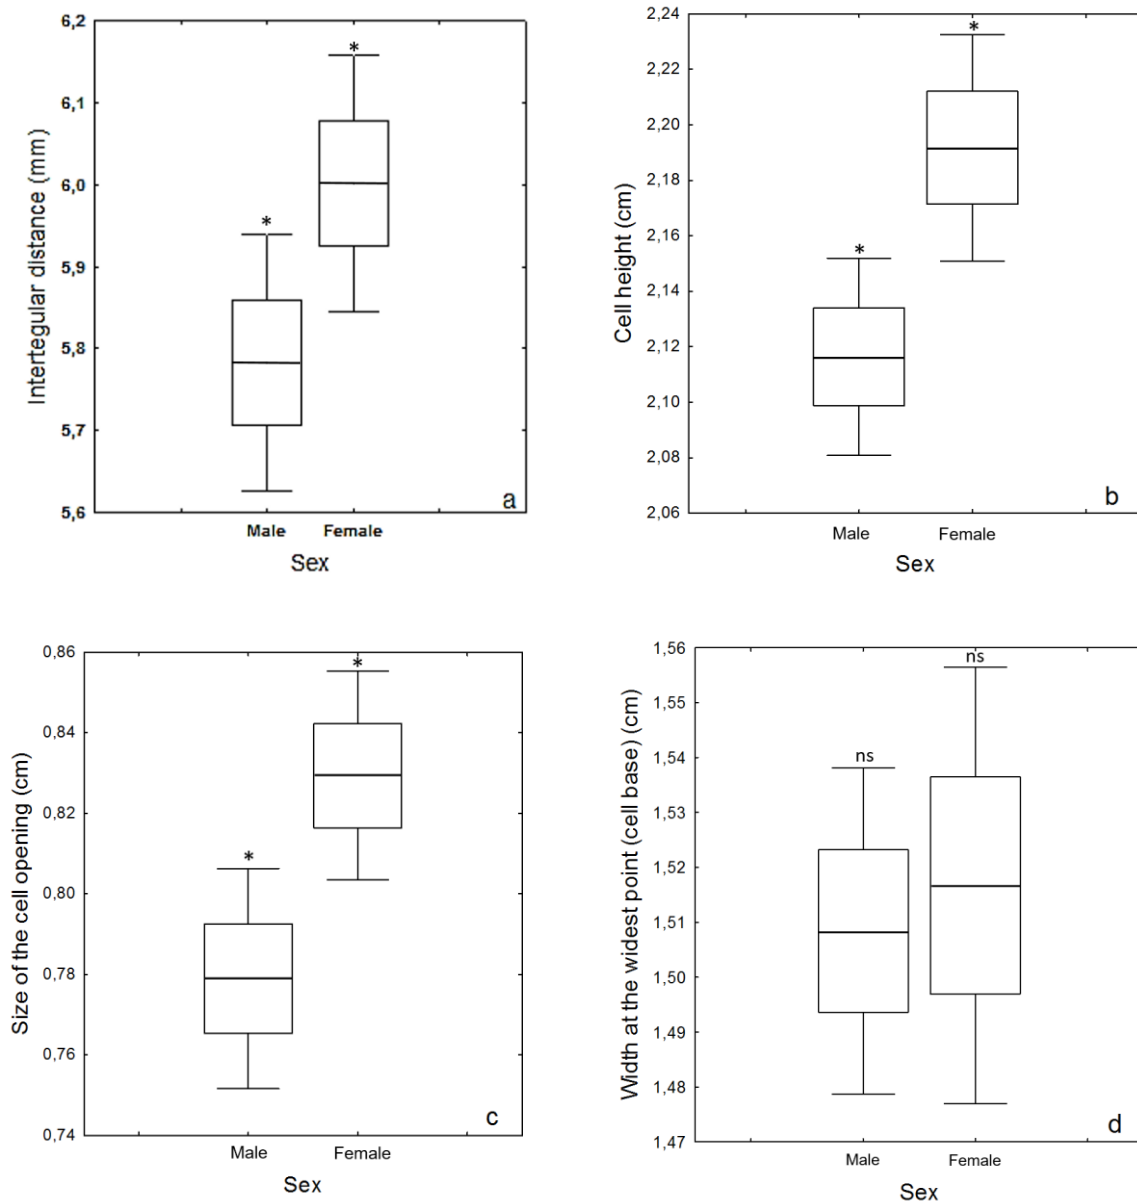 Intertegular distance (mm)
6,2
*
6,1
6,0
*
5,9
5,8
5,7
5,6
a
Male Female
Sex
Cell height (cm)
2,24
*
2,22
2,20
2,18
2,16
*
2,14
2,12
2,10
2,08
2,06
b
Male Female
Sex
Size of the cell opening (cm)
0,86
*
0,84
0,82
*
0,80
0,78
0,76
0,74
c
Male Female
Sex
Width at the widest point (cell base) (cm)
1,56
ns
1,55
1,54
ns
1,53
1,52
1,51
1,50
1,49
1,48
1,47
d
Male Female
Sex